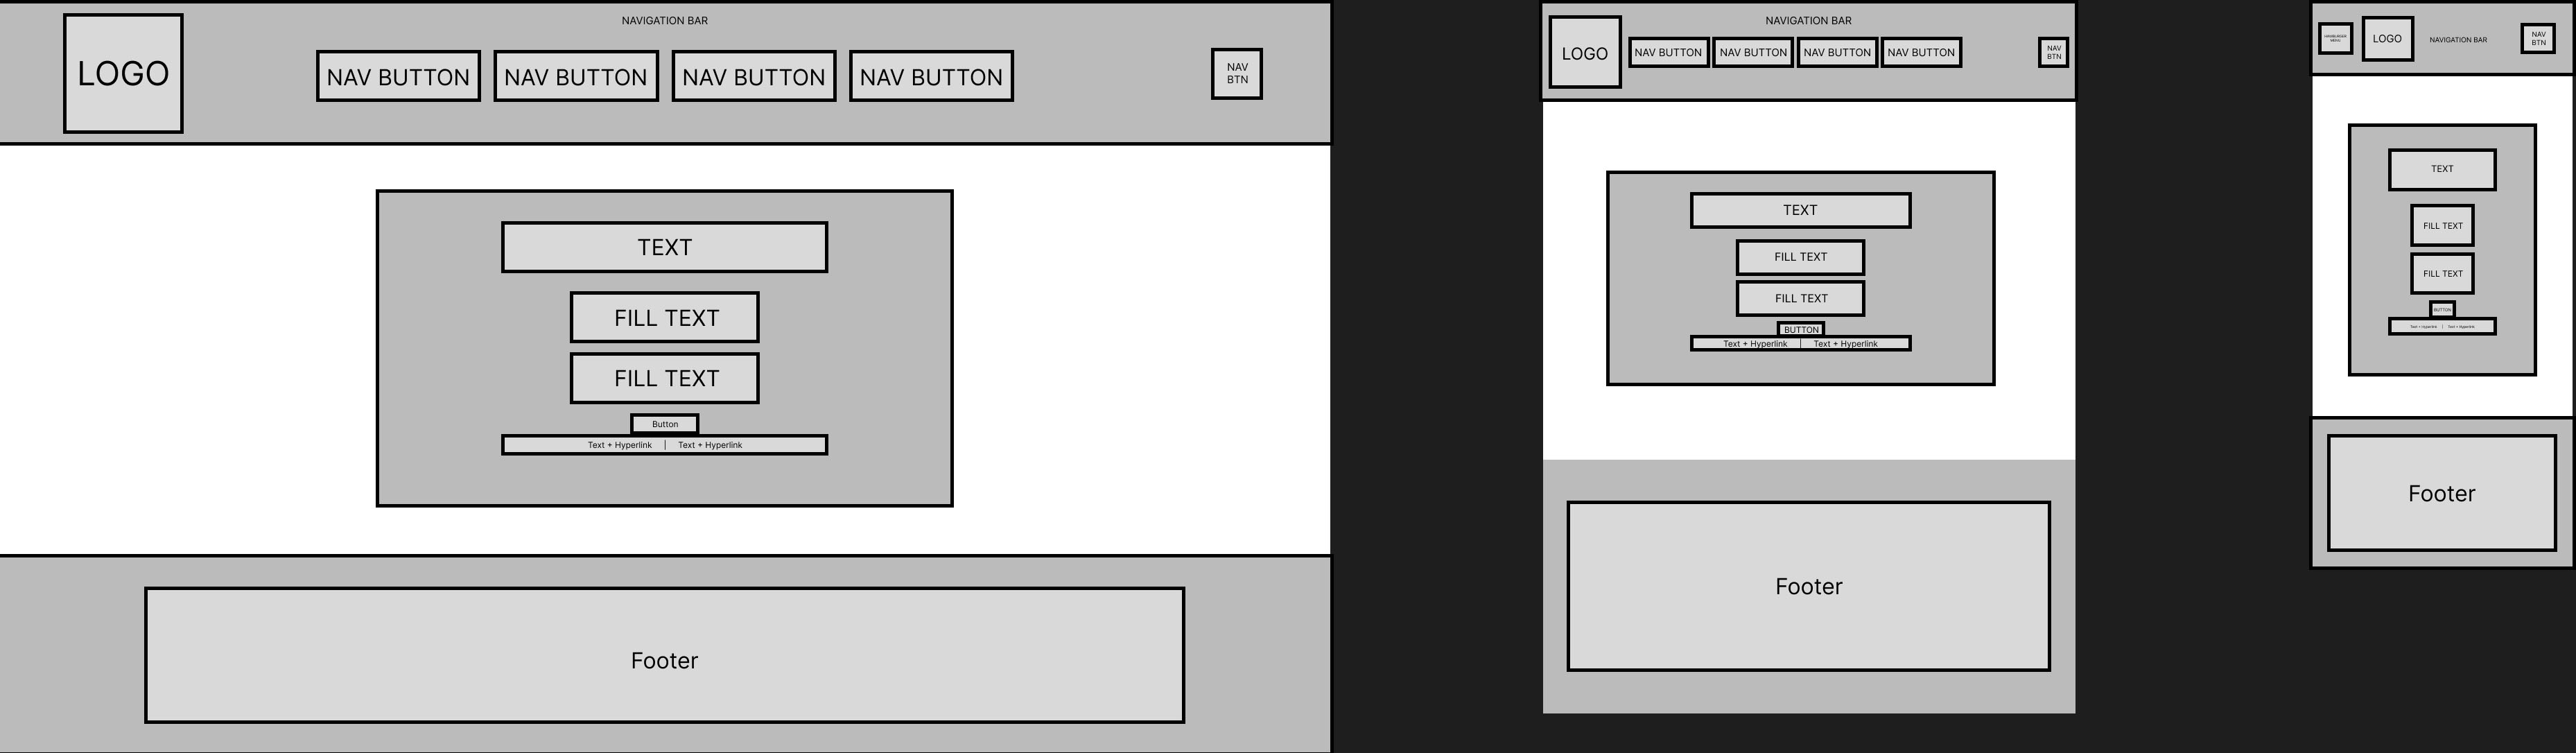 NAVIGATION BAR
LOGO
NAV BUTTON
NAV BUTTON
NAV BUTTON
NAV BUTTON
NAV
BTN
TEXT
FILL TEXT
FILL TEXT
Button
Text + Hyperlink | Text + Hyperlink
Footer
NAVIGATION BAR
LOGO
NAV BUTTON
NAV BUTTON
NAV BUTTON
NAV BUTTON
NAV
BTN
TEXT
FILL TEXT
FILL TEXT
BUTTON
Text + Hyperlink | Text + Hyperlink
Footer
HAMBURGER
MENU
LOGO
NAVIGATION BAR
NAV
BTN
TEXT
FILL TEXT
FILL TEXT
BUTTON
Text + Hyperlink | Text + Hyperlink
Footer